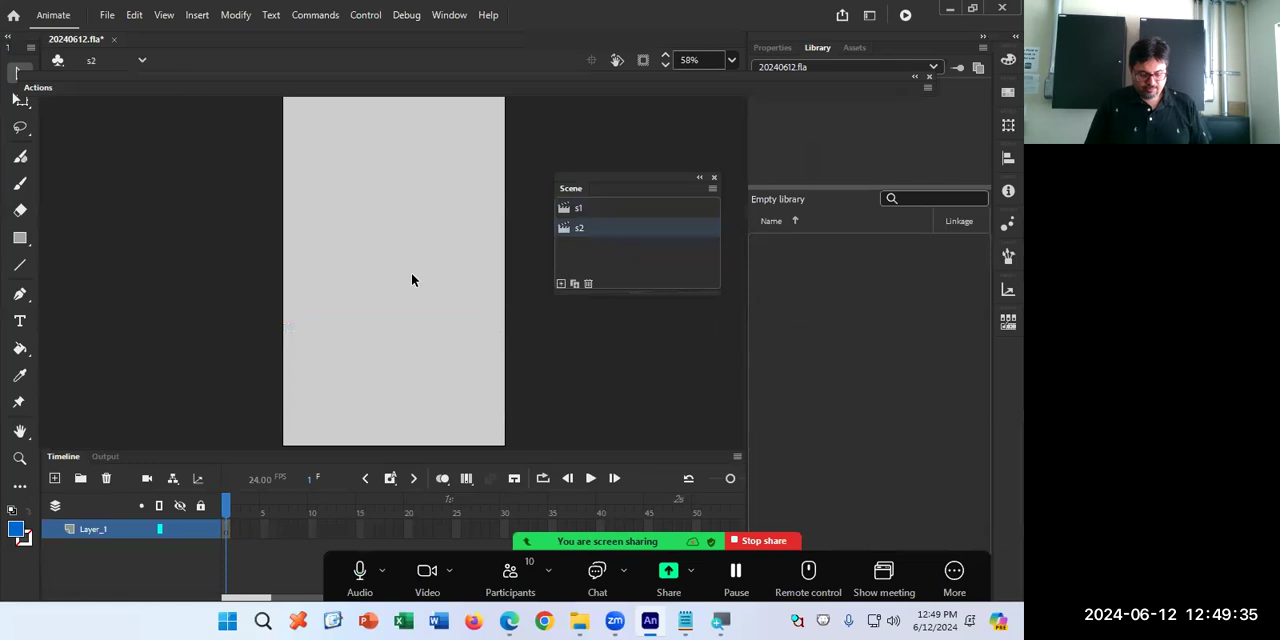 Animate File Edit View Insert Modify Text Commands Control Debug Window Help
20240612.fla*
s2
58%
Properties Library Assets
20240612.fla
Actions
Scene
s1
s2
Empty library
Name Linkage
Timeline Output
24.00 FPS 1 F
1s 2s
5 10 15 20 25 30 35 40 45 50
Layer_1
You are screen sharing Stop share
10
Audio Video Participants Chat Share Pause Remote control Show meeting More
12:49 PM
6/12/2024
2024-06-12 12:49:35